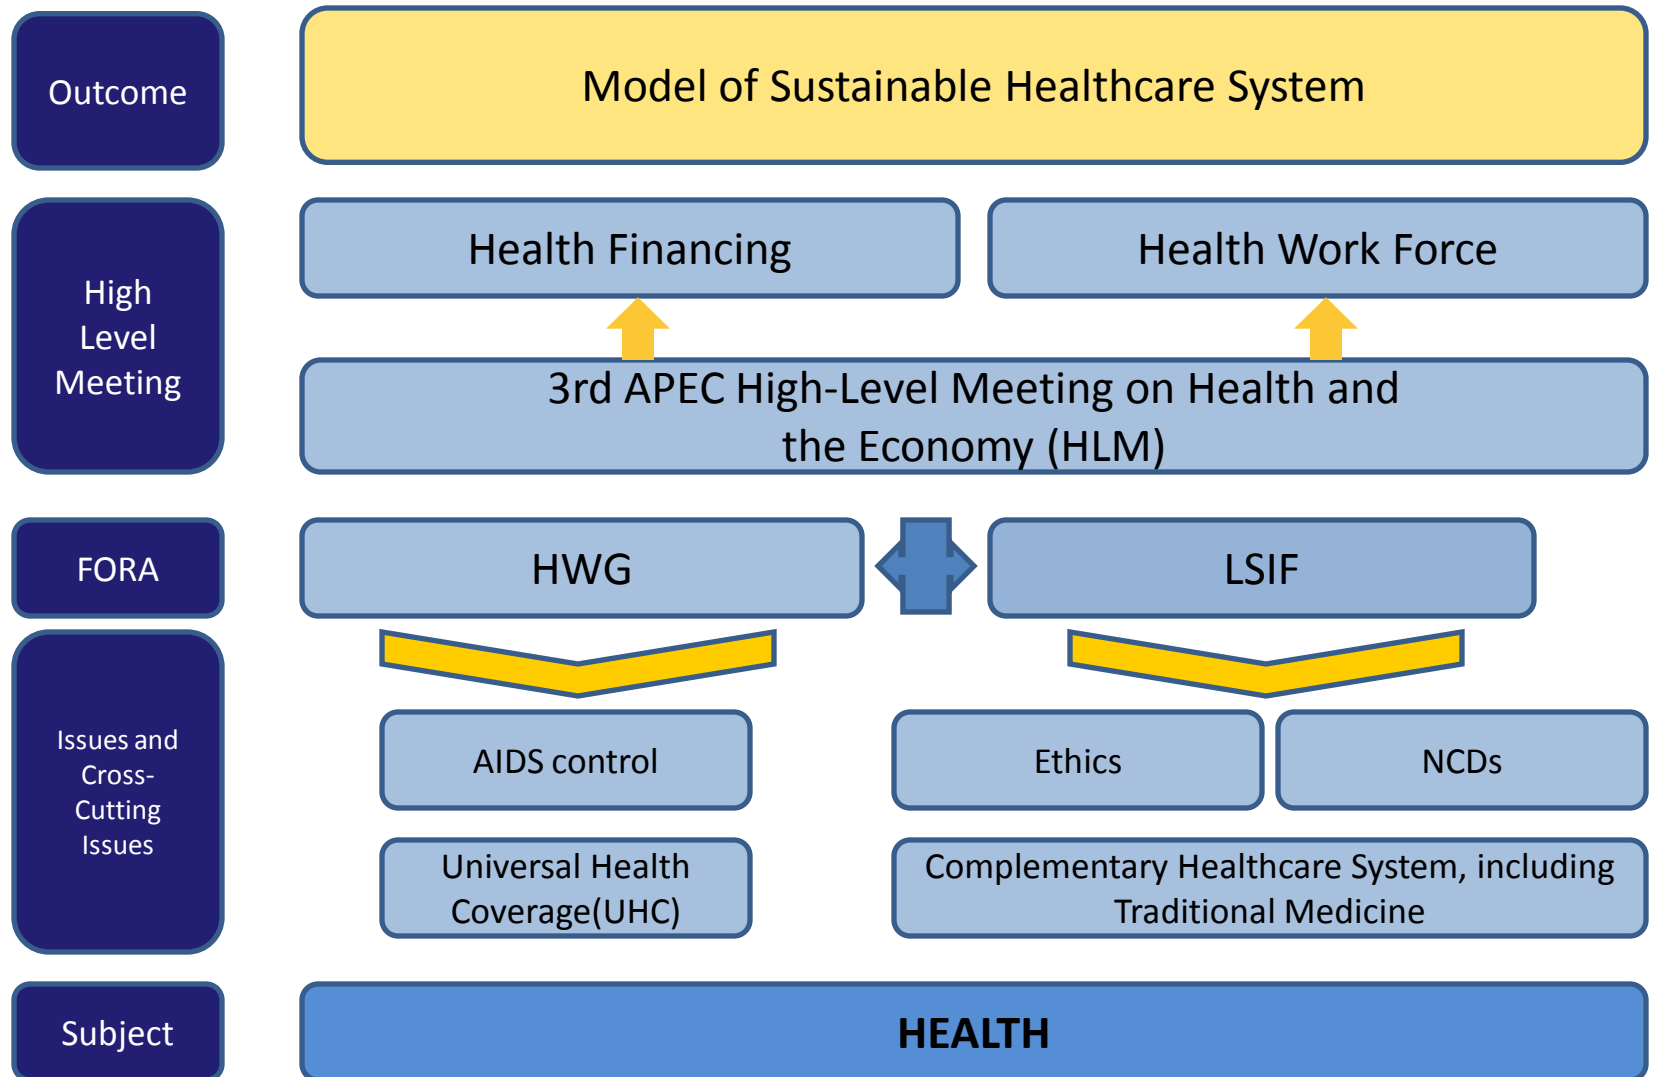 Outcome
Model of Sustainable Healthcare System
High
Level
Meeting
Health Financing
Health Work Force
3rd APEC High-Level Meeting on Health and
the Economy (HLM)
FORA
HWG
LSIF
Issues and
Cross-
Cutting
Issues
AIDS control
Ethics
NCDs
Universal Health
Coverage(UHC)
Complementary Healthcare System, including
Traditional Medicine
Subject
HEALTH